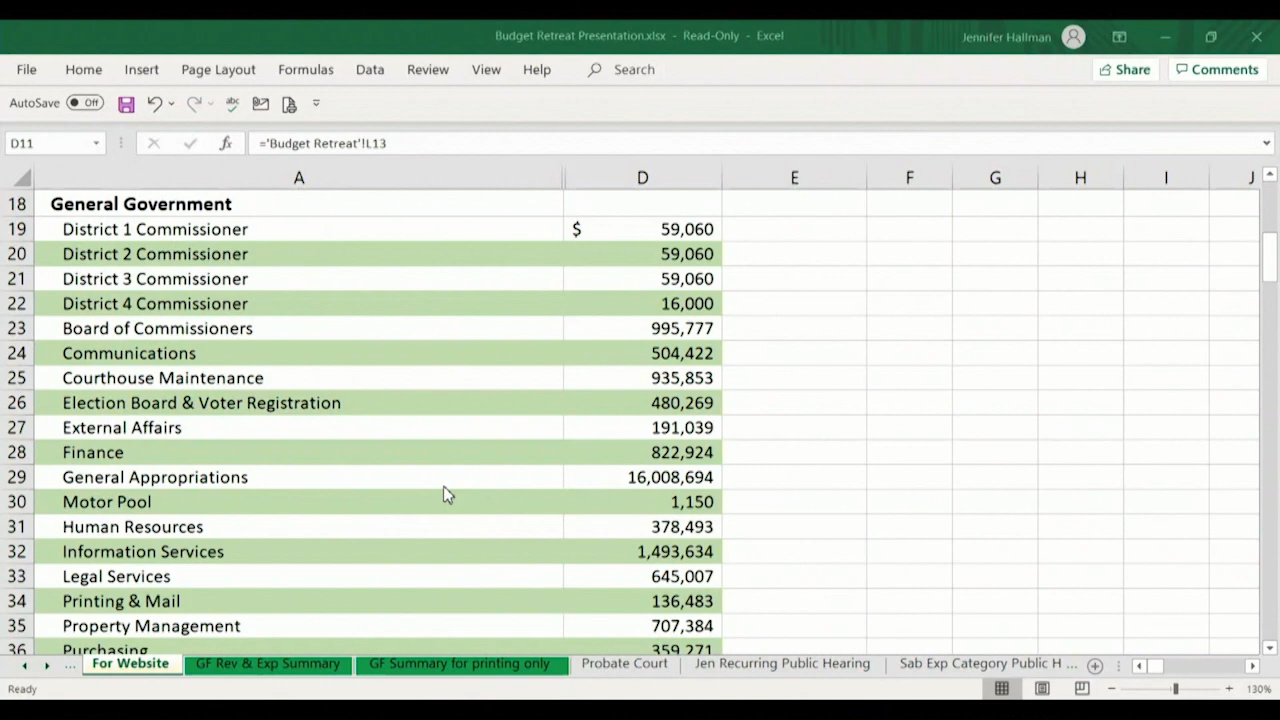 Budget Retreat Presentation.xlsx - Read-Only - Excel
Jennifer Hallman
File Home Insert Page Layout Formulas Data Review View Help Search Share Comments
AutoSave Off
D11 fx ='Budget Retreat'!L13
A D E F G H I J
18 General Government
19 District 1 Commissioner $ 59,060
20 District 2 Commissioner 59,060
21 District 3 Commissioner 59,060
22 District 4 Commissioner 16,000
23 Board of Commissioners 995,777
24 Communications 504,422
25 Courthouse Maintenance 935,853
26 Election Board & Voter Registration 480,269
27 External Affairs 191,039
28 Finance 822,924
29 General Appropriations 16,008,694
30 Motor Pool 1,150
31 Human Resources 378,493
32 Information Services 1,493,634
33 Legal Services 645,007
34 Printing & Mail 136,483
35 Property Management 707,384
36 Purchasing 359,271
... For Website GF Rev & Exp Summary GF Summary for printing only Probate Court Jen Recurring Public Hearing Sab Exp Category Public H ...
Ready 130%